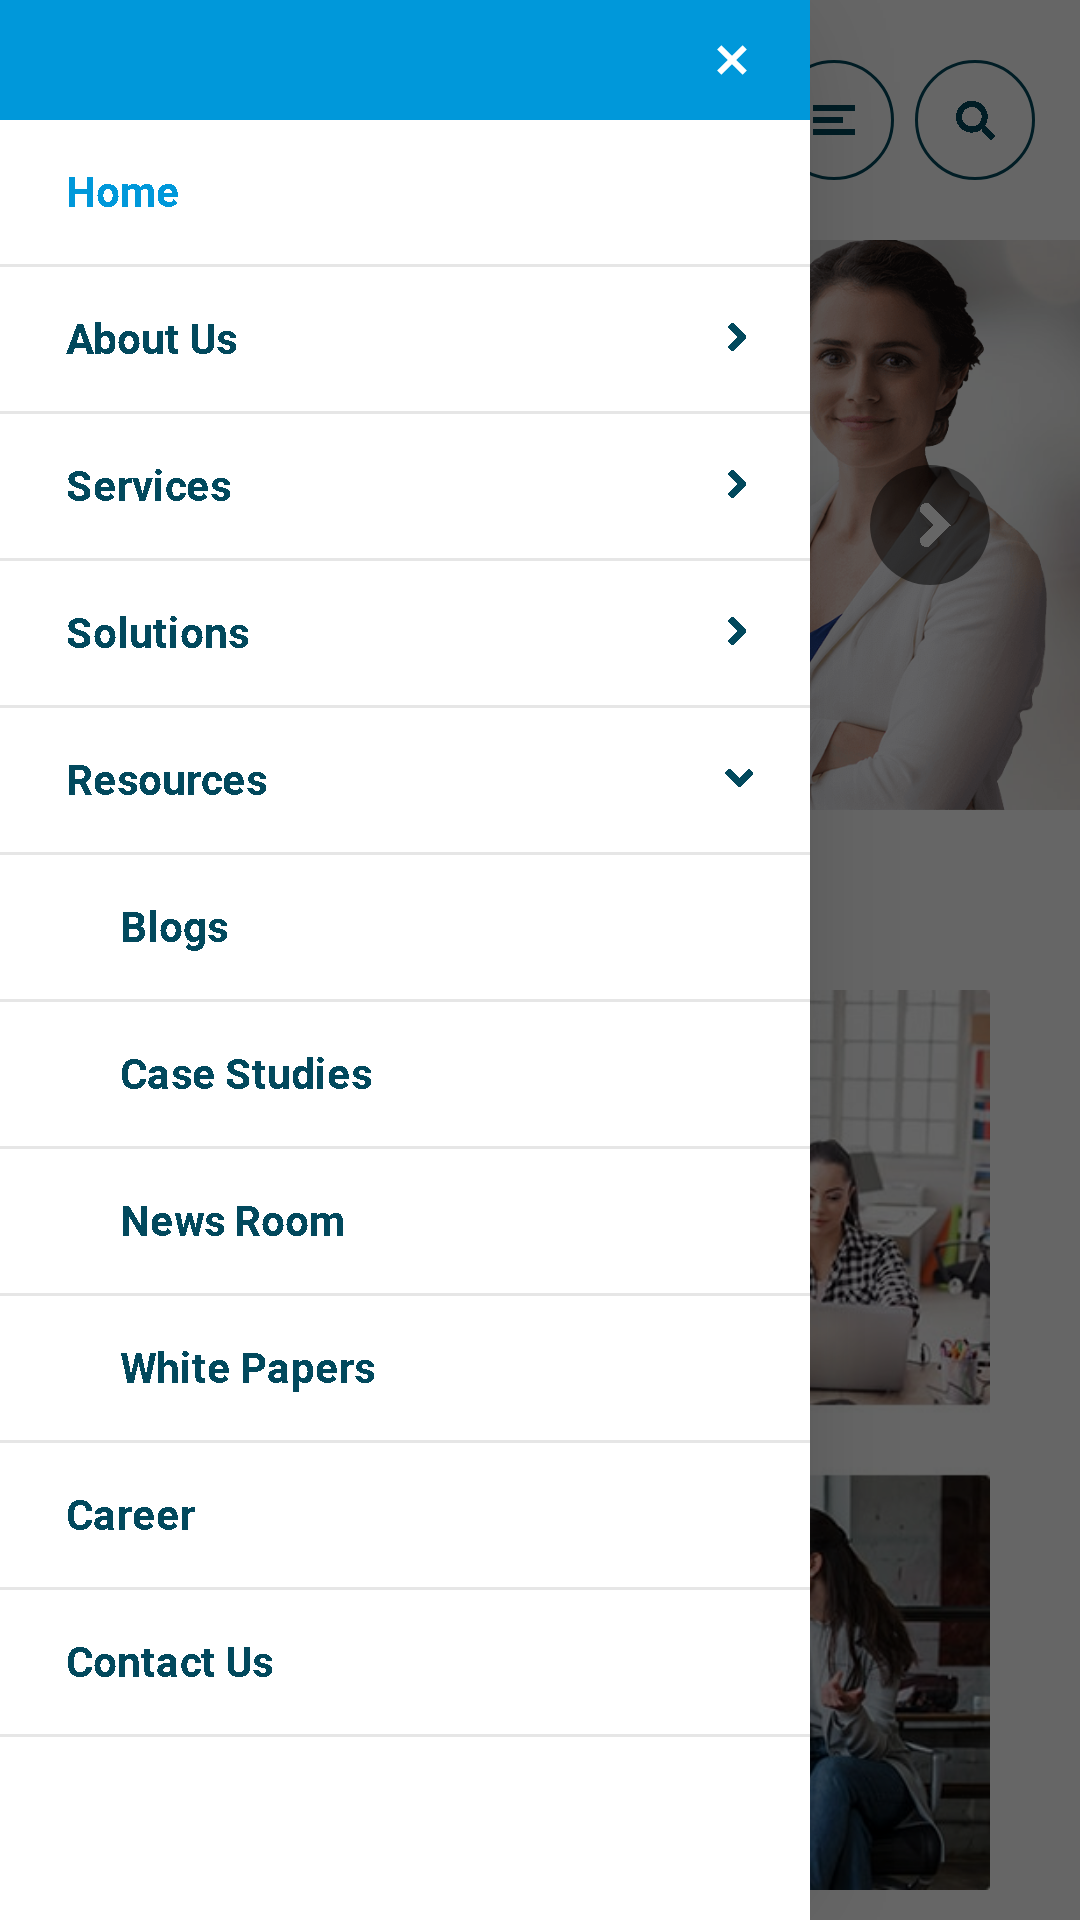 Home
About Us
Services
Solutions
Resources
Blogs
Case Studies
News Room
White Papers
Career
Contact Us